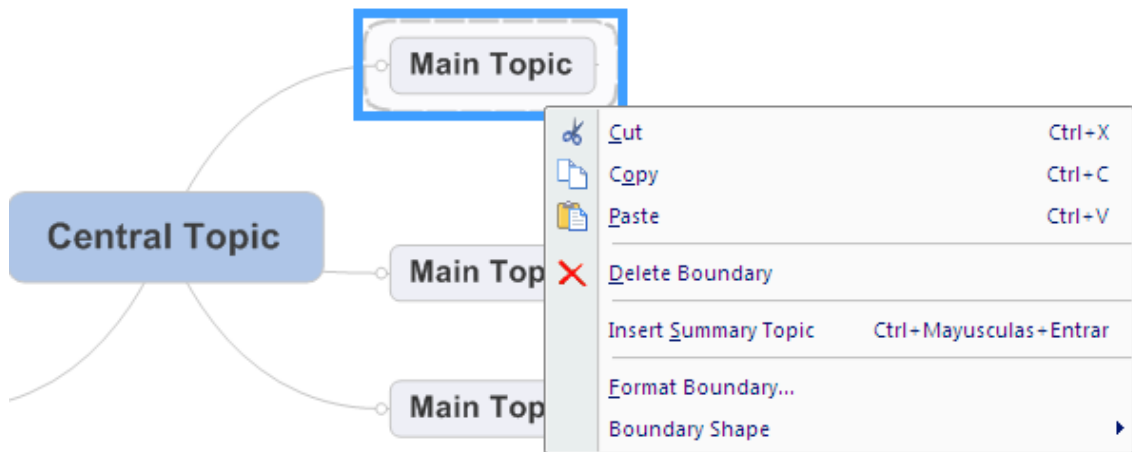 Main Topic
Cut Ctrl+X
Copy Ctrl+C
Paste Ctrl+V
Central Topic
Main Top
Delete Boundary
Insert Summary Topic Ctrl+Mayusculas+Entrar
Format Boundary...
Main Top
Boundary Shape